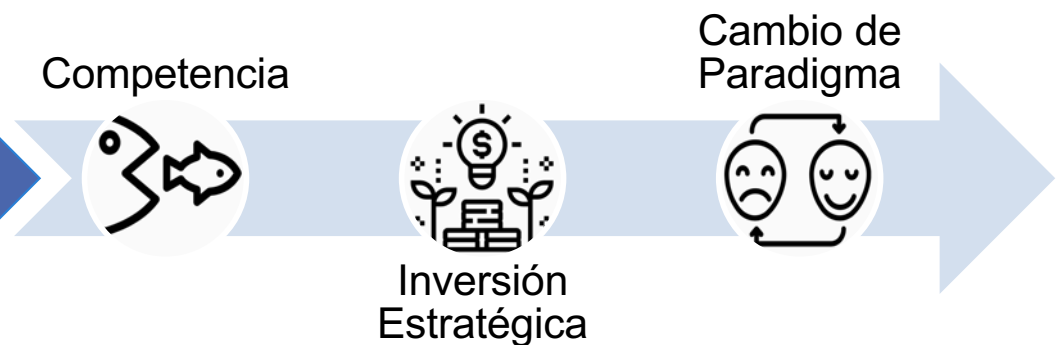 Competencia
$
Inversión
Estratégica
Cambio de
Paradigma